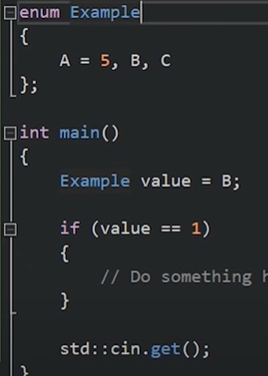 enum Example
{
    A = 5, B, C
};
int main()
{
    Example value = B;
    if (value == 1)
    {
        // Do something
    }
    std::cin.get();
}